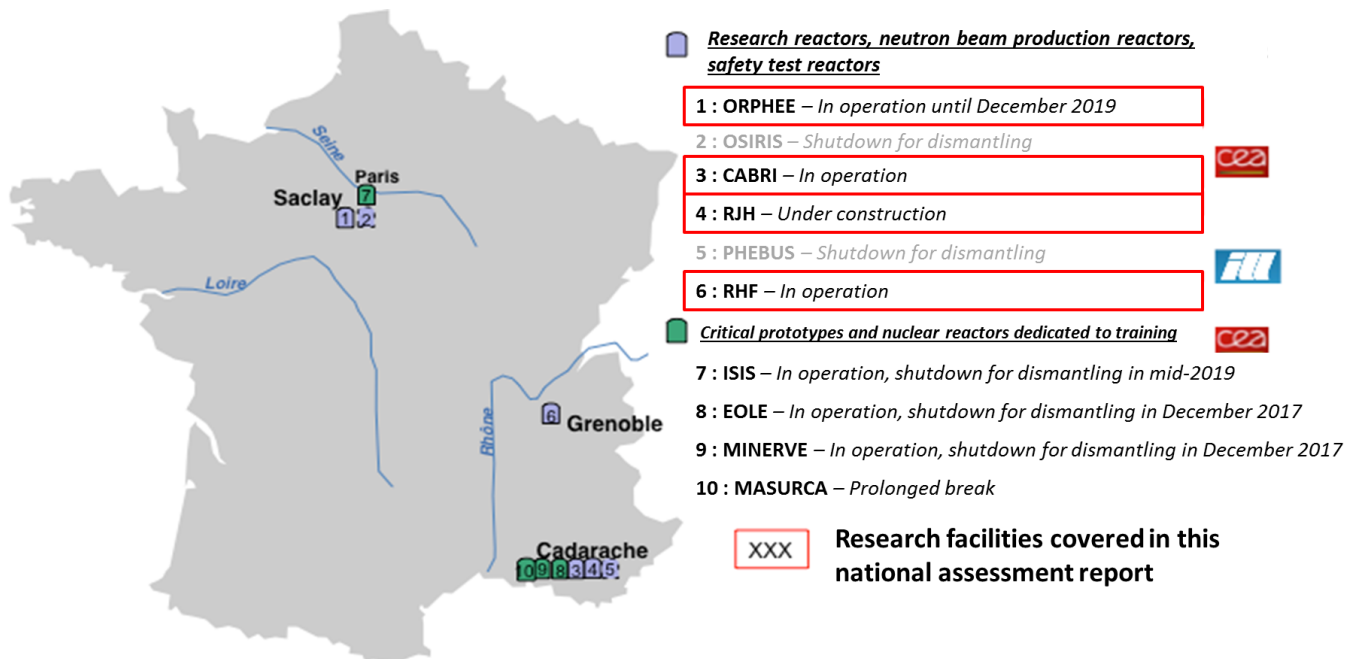 Research reactors, neutron beam production reactors,
safety test reactors
1 : ORPHEE – In operation until December 2019
2 : OSIRIS – Shutdown for dismantling
cea
3 : CABRI – In operation
4 : RJH – Under construction
5 : PHEBUS – Shutdown for dismantling
ill
6 : RHF – In operation
Critical prototypes and nuclear reactors dedicated to training
cea
7 : ISIS – In operation, shutdown for dismantling in mid-2019
8 : EOLE – In operation, shutdown for dismantling in December 2017
9 : MINERVE – In operation, shutdown for dismantling in December 2017
10 : MASURCA – Prolonged break
XXX
Research facilities covered in this
national assessment report
Seine
Paris
7
Saclay
1 2
Loire
Rhône
6
Grenoble
Cadarache
10 9 8 3 4 5